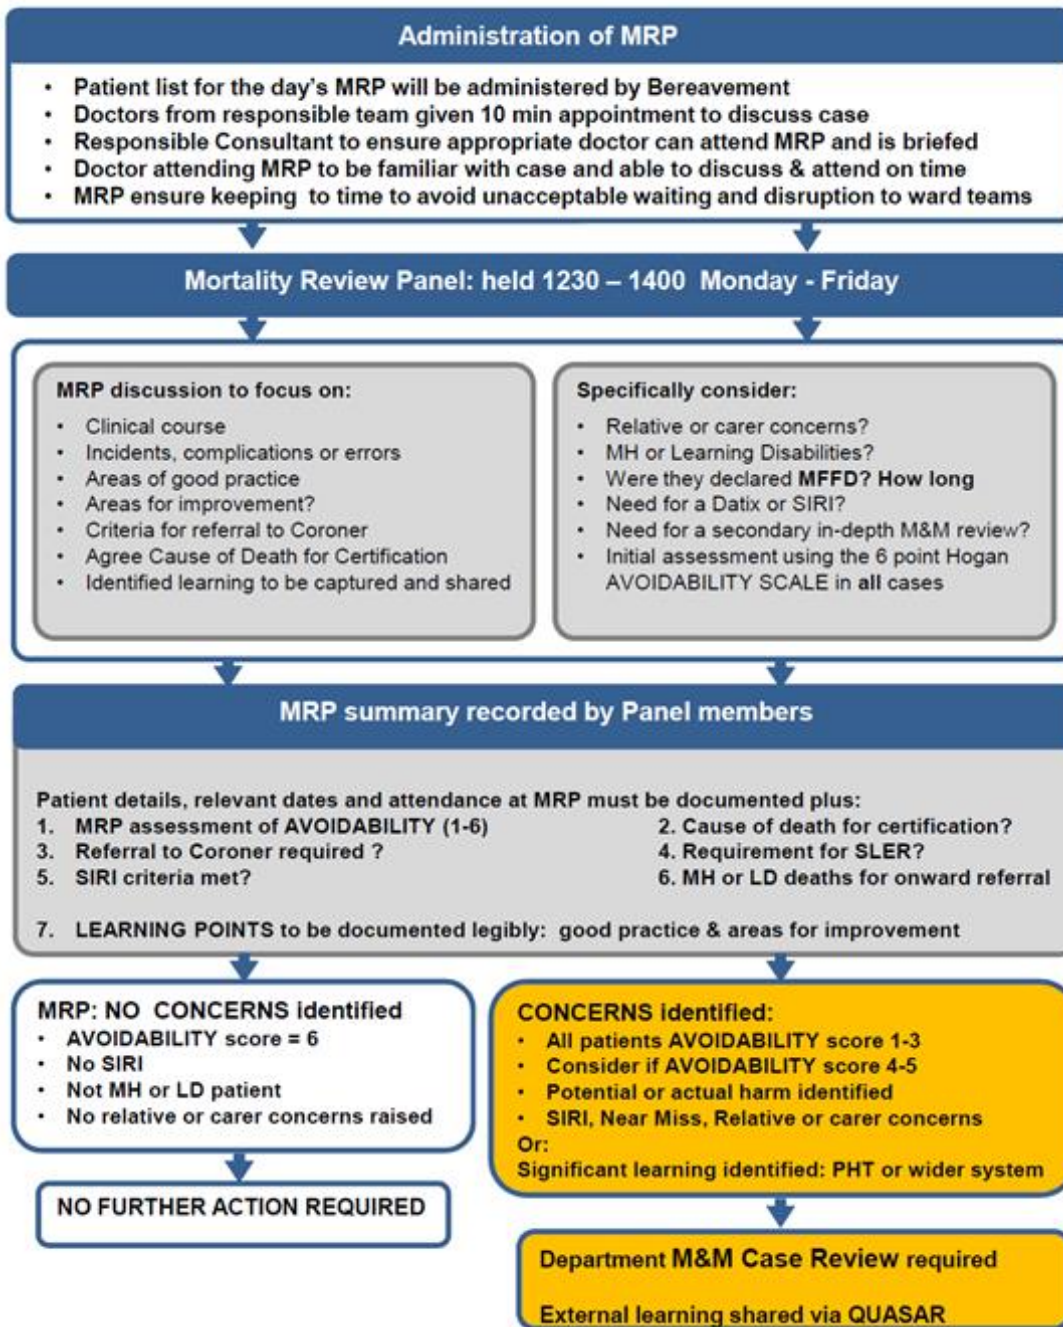 Administration of MRP
• Patient list for the day's MRP will be administered by Bereavement
• Doctors from responsible team given 10 min appointment to discuss case
• Responsible Consultant to ensure appropriate doctor can attend MRP and is briefed
• Doctor attending MRP to be familiar with case and able to discuss & attend on time
• MRP ensure keeping to time to avoid unacceptable waiting and disruption to ward teams
Mortality Review Panel: held 1230 – 1400 Monday - Friday
MRP discussion to focus on:
• Clinical course
• Incidents, complications or errors
• Areas of good practice
• Areas for improvement?
• Criteria for referral to Coroner
• Agree Cause of Death for Certification
• Identified learning to be captured and shared
Specifically consider:
• Relative or carer concerns?
• MH or Learning Disabilities?
• Were they declared MFFD? How long
• Need for a Datix or SIRI?
• Need for a secondary in-depth M&M review?
• Initial assessment using the 6 point Hogan
AVOIDABILITY SCALE in all cases
MRP summary recorded by Panel members
Patient details, relevant dates and attendance at MRP must be documented plus:
1. MRP assessment of AVOIDABILITY (1-6)
2. Cause of death for certification?
3. Referral to Coroner required ?
4. Requirement for SLER?
5. SIRI criteria met?
6. MH or LD deaths for onward referral
7. LEARNING POINTS to be documented legibly: good practice & areas for improvement
MRP: NO CONCERNS identified
• AVOIDABILITY score = 6
• No SIRI
• Not MH or LD patient
• No relative or carer concerns raised
NO FURTHER ACTION REQUIRED
CONCERNS identified:
• All patients AVOIDABILITY score 1-3
• Consider if AVOIDABILITY score 4-5
• Potential or actual harm identified
• SIRI, Near Miss, Relative or carer concerns
Or:
Significant learning identified: PHT or wider system
Department M&M Case Review required
External learning shared via QUASAR